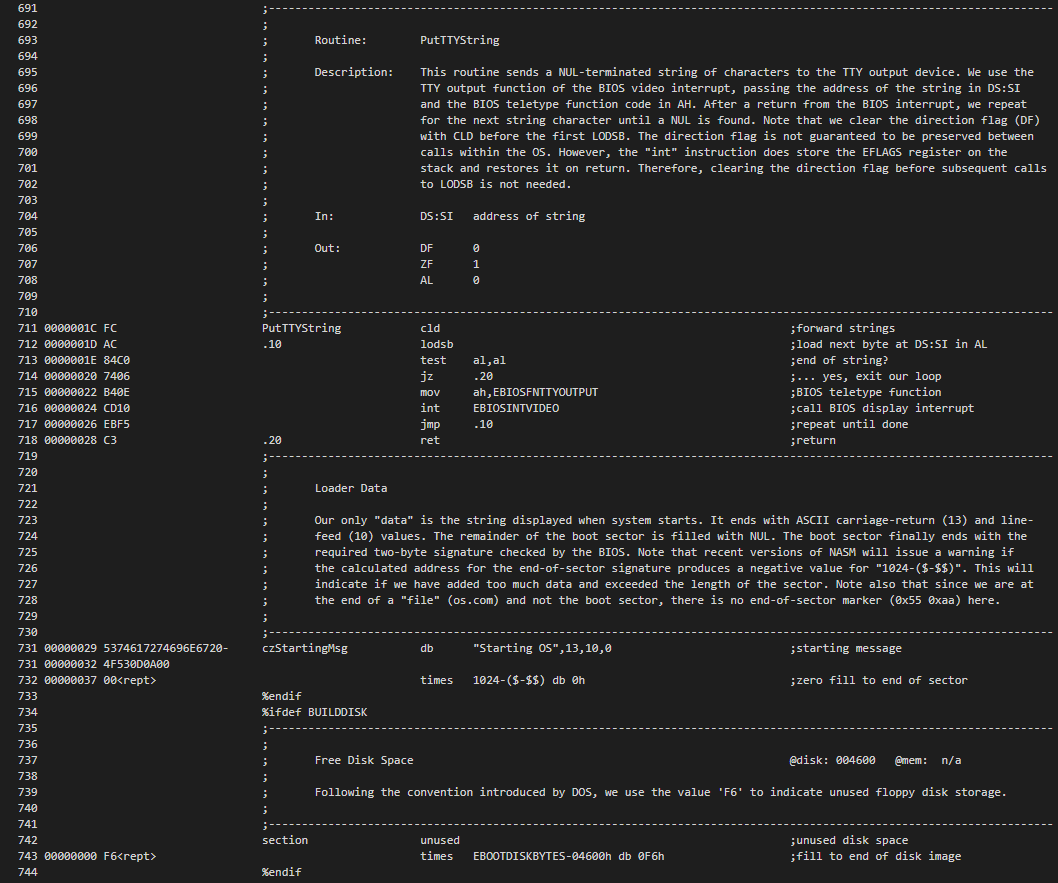 691 ;------------------------------------------------------------------------------------------------------------------------
692 ;
693 ; Routine: PutTTYString
694 ;
695 ; Description: This routine sends a NUL-terminated string of characters to the TTY output device. We use the
696 ; TTY output function of the BIOS video interrupt, passing the address of the string in DS:SI
697 ; and the BIOS teletype function code in AH. After a return from the BIOS interrupt, we repeat
698 ; for the next string character until a NUL is found. Note that we clear the direction flag (DF)
699 ; with CLD before the first LODSB. The direction flag is not guaranteed to be preserved between
700 ; calls within the OS. However, the "int" instruction does store the EFLAGS register on the
701 ; stack and restores it on return. Therefore, clearing the direction flag before subsequent calls
702 ; to LODSB is not needed.
703 ;
704 ; In: DS:SI address of string
705 ;
706 ; Out: DF 0
707 ; ZF 1
708 ; AL 0
709 ;
710 ;------------------------------------------------------------------------------------------------------------------------
711 0000001C FC PutTTYString cld ;forward strings
712 0000001D AC .10 lodsb ;load next byte at DS:SI in AL
713 0000001E 84C0 test al,al ;end of string?
714 00000020 7406 jz .20 ;... yes, exit our loop
715 00000022 B40E mov ah,EBIOSFNTTYOUTPUT ;BIOS teletype function
716 00000024 CD10 int EBIOSINTVIDEO ;call BIOS display interrupt
717 00000026 EBF5 jmp .10 ;repeat until done
718 00000028 C3 .20 ret ;return
719 ;------------------------------------------------------------------------------------------------------------------------
720 ;
721 ; Loader Data
722 ;
723 ; Our only "data" is the string displayed when system starts. It ends with ASCII carriage-return (13) and line-
724 ; feed (10) values. The remainder of the boot sector is filled with NUL. The boot sector finally ends with the
725 ; required two-byte signature checked by the BIOS. Note that recent versions of NASM will issue a warning if
726 ; the calculated address for the end-of-sector signature produces a negative value for "1024-($-$$)". This will
727 ; indicate if we have added too much data and exceeded the length of the sector. Note also that since we are at
728 ; the end of a "file" (os.com) and not the boot sector, there is no end-of-sector marker (0x55 0xaa) here.
729 ;
730 ;------------------------------------------------------------------------------------------------------------------------
731 00000029 5374617274696E6720- czStartingMsg db "Starting OS",13,10,0 ;starting message
731 00000032 4F530D0A00
732 00000037 00<rept> times 1024-($-$$) db 0h ;zero fill to end of sector
733 %endif
734 %ifdef BUILDDISK
735 ;------------------------------------------------------------------------------------------------------------------------
736 ;
737 ; Free Disk Space @disk: 004600 @mem: n/a
738 ;
739 ; Following the convention introduced by DOS, we use the value 'F6' to indicate unused floppy disk storage.
740 ;
741 ;------------------------------------------------------------------------------------------------------------------------
742 section unused ;unused disk space
743 00000000 F6<rept> times EBOOTDISKBYTES-04600h db 0F6h ;fill to end of disk image
744 %endif